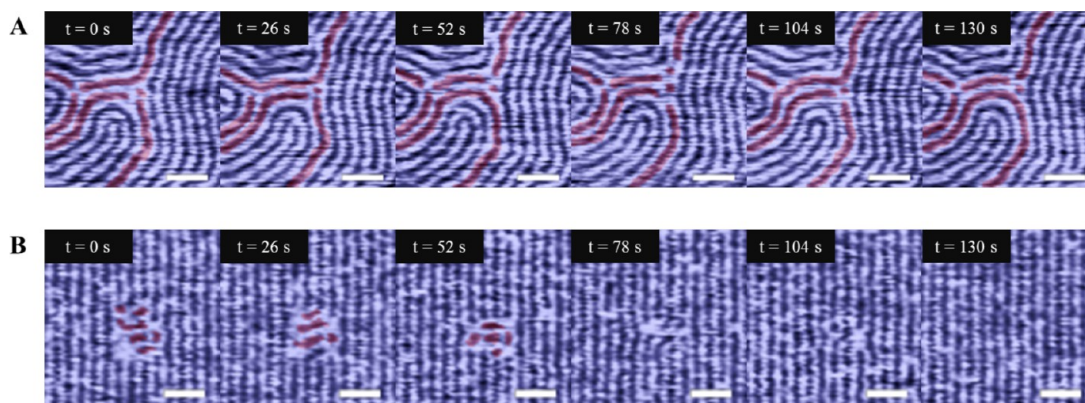 A
t = 0 s
t = 26 s
t = 52 s
t = 78 s
t = 104 s
t = 130 s
B
t = 0 s
t = 26 s
t = 52 s
t = 78 s
t = 104 s
t = 130 s